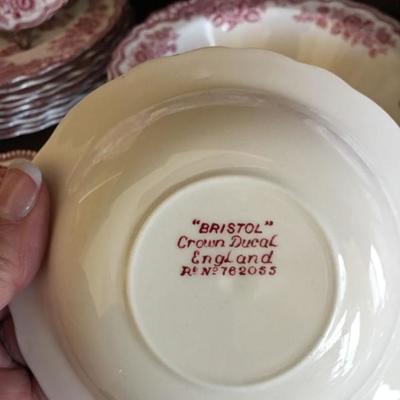 "BRISTOL"
Crown Ducal
England
Rᴰ Nº 762055